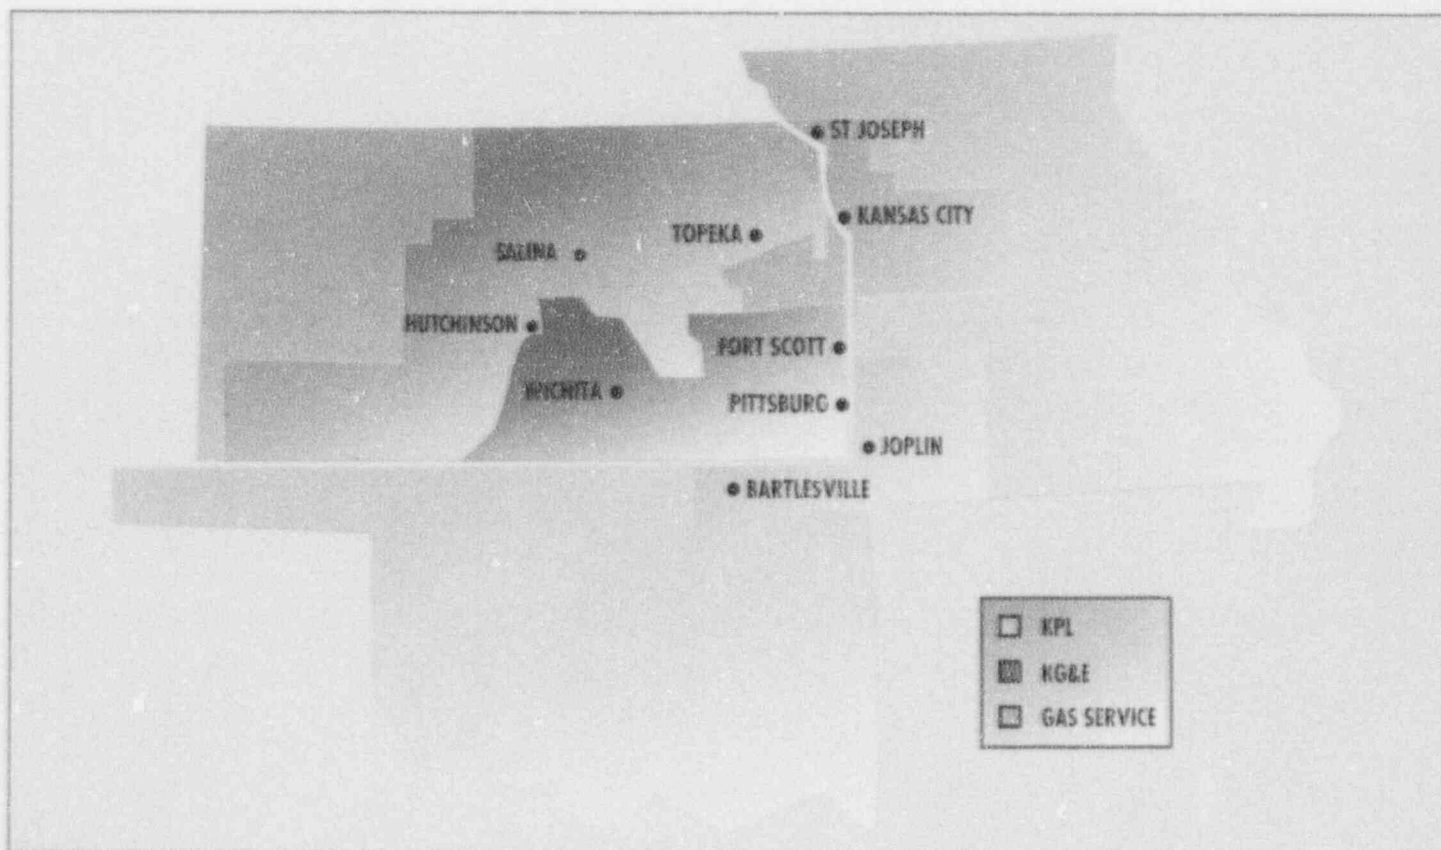 ST JOSEPH
KANSAS CITY
TOPEKA
SALINA
HUTCHINSON
FORT SCOTT
WICHITA
PITTSBURG
JOPLIN
BARTLESVILLE
KPL
KG&E
GAS SERVICE